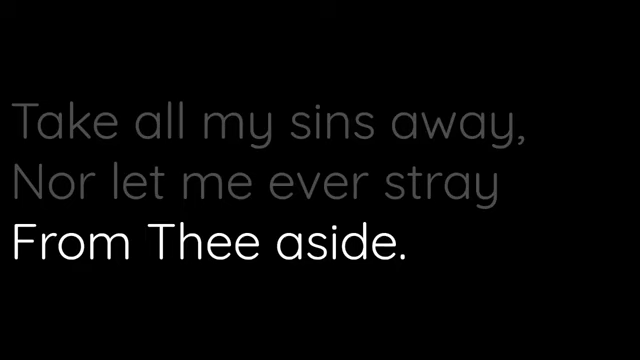 Take all my sins away,
Nor let me ever stray
From Thee aside.